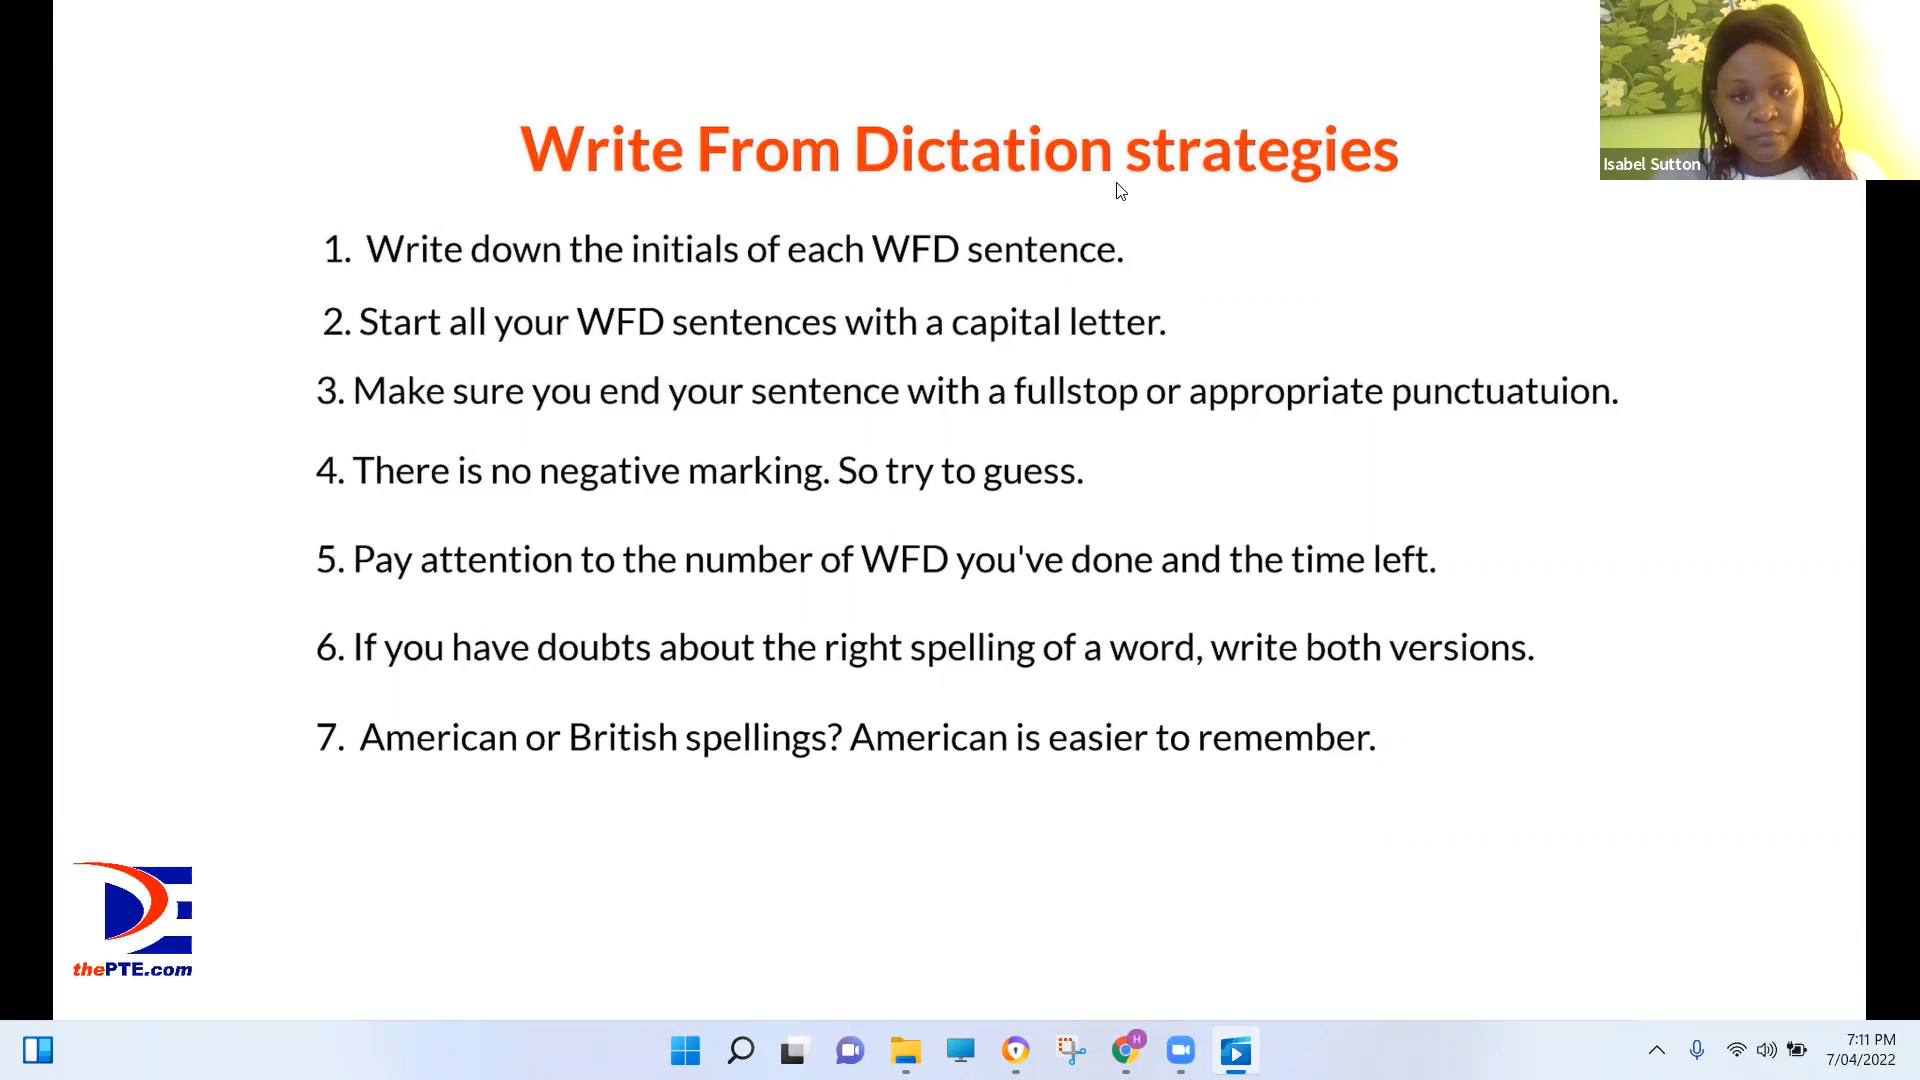 Write From Dictation strategies
Isabel Sutton
1. Write down the initials of each WFD sentence.
2. Start all your WFD sentences with a capital letter.
3. Make sure you end your sentence with a fullstop or appropriate punctuatuion.
4. There is no negative marking. So try to guess.
5. Pay attention to the number of WFD you've done and the time left.
6. If you have doubts about the right spelling of a word, write both versions.
7. American or British spellings? American is easier to remember.
thePTE.com
H
7:11 PM
7/04/2022